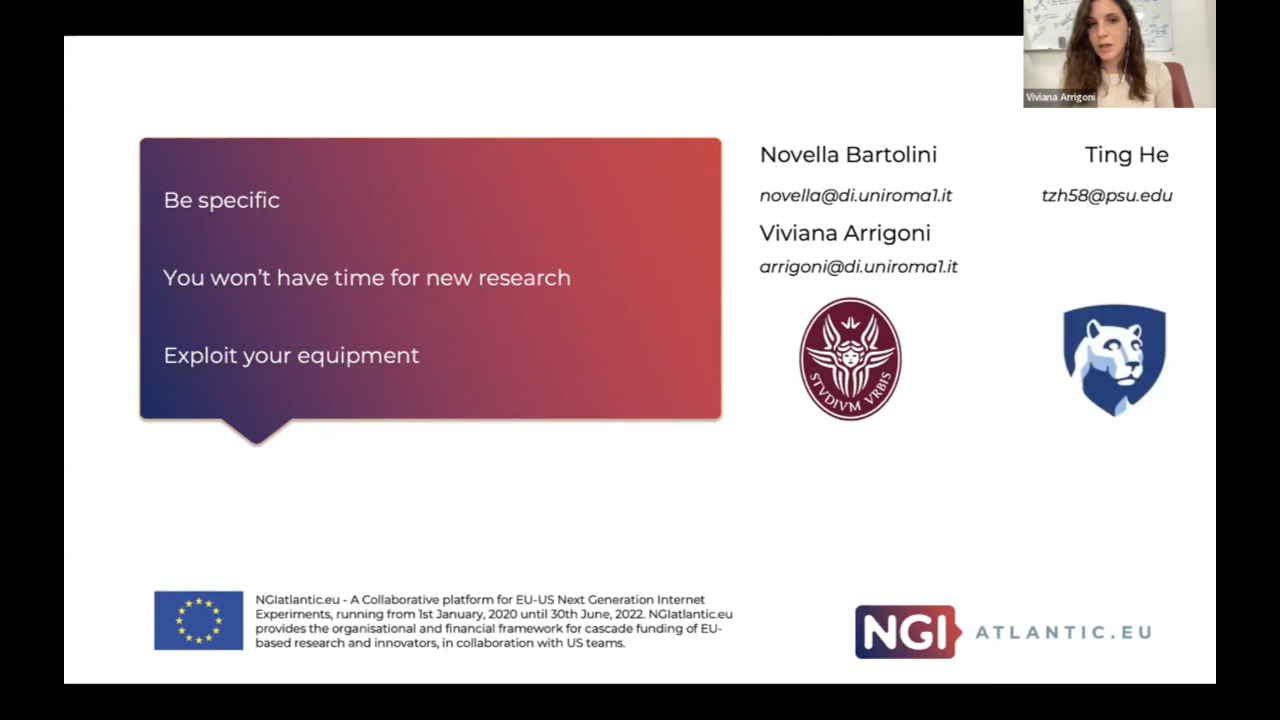 Viviana Arrigoni
Be specific
You won't have time for new research
Exploit your equipment
Novella Bartolini
novella@di.uniroma1.it
Viviana Arrigoni
arrigoni@di.uniroma1.it
Ting He
tzh58@psu.edu
STVDIVM VRBIS
NGIatlantic.eu - A Collaborative platform for EU-US Next Generation Internet
Experiments, running from 1st January, 2020 until 30th June, 2022. NGIatlantic.eu
provides the organisational and financial framework for cascade funding of EU-
based research and innovators, in collaboration with US teams.
NGI ATLANTIC.EU